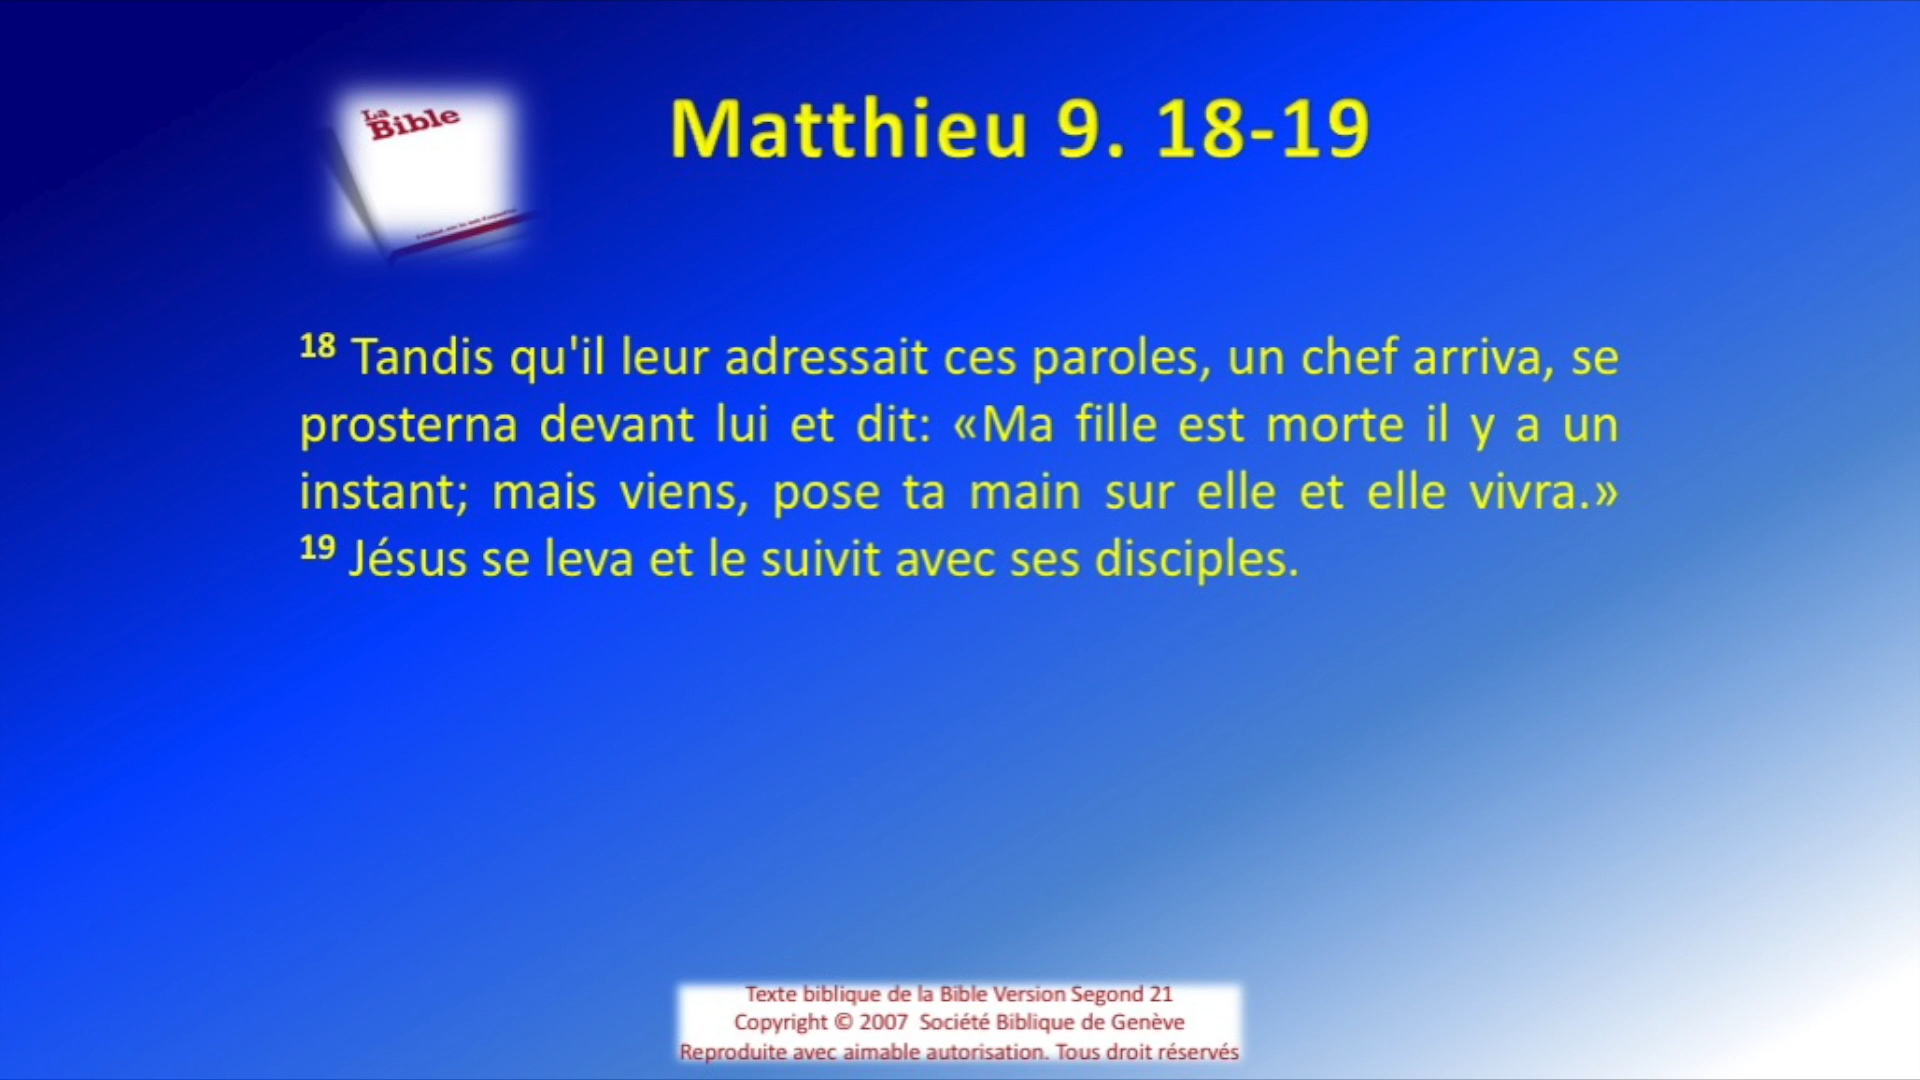 La
Bible
Matthieu 9. 18-19
18 Tandis qu'il leur adressait ces paroles, un chef arriva, se
prosterna devant lui et dit: «Ma fille est morte il y a un
instant; mais viens, pose ta main sur elle et elle vivra.»
19 Jésus se leva et le suivit avec ses disciples.
Texte biblique de la Bible Version Segond 21
Copyright © 2007 Société Biblique de Genève
Reproduite avec aimable autorisation. Tous droit réservés